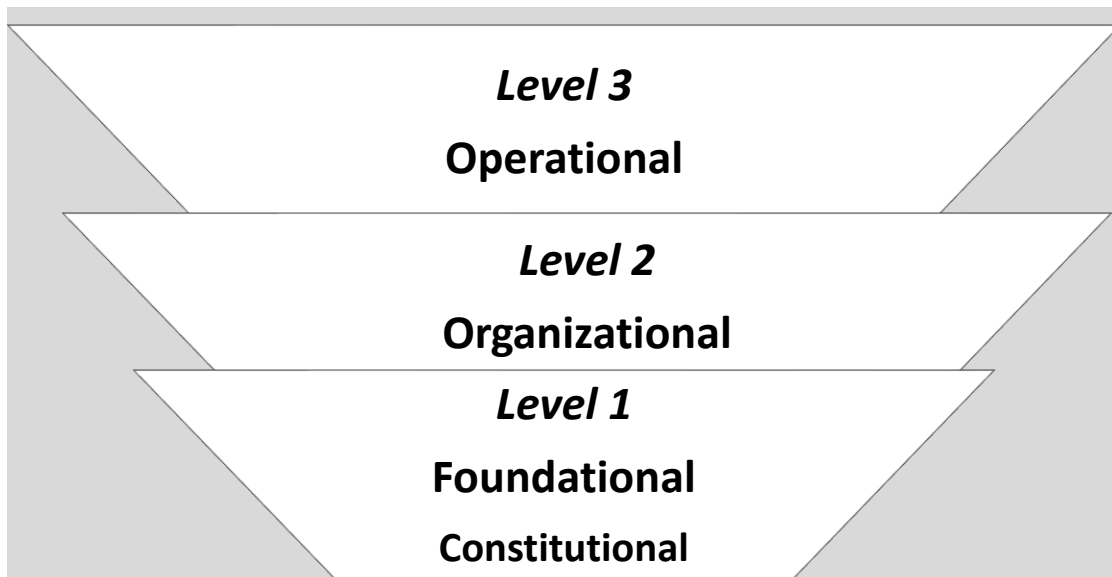 Level 3
Operational
Level 2
Organizational
Level 1
Foundational
Constitutional